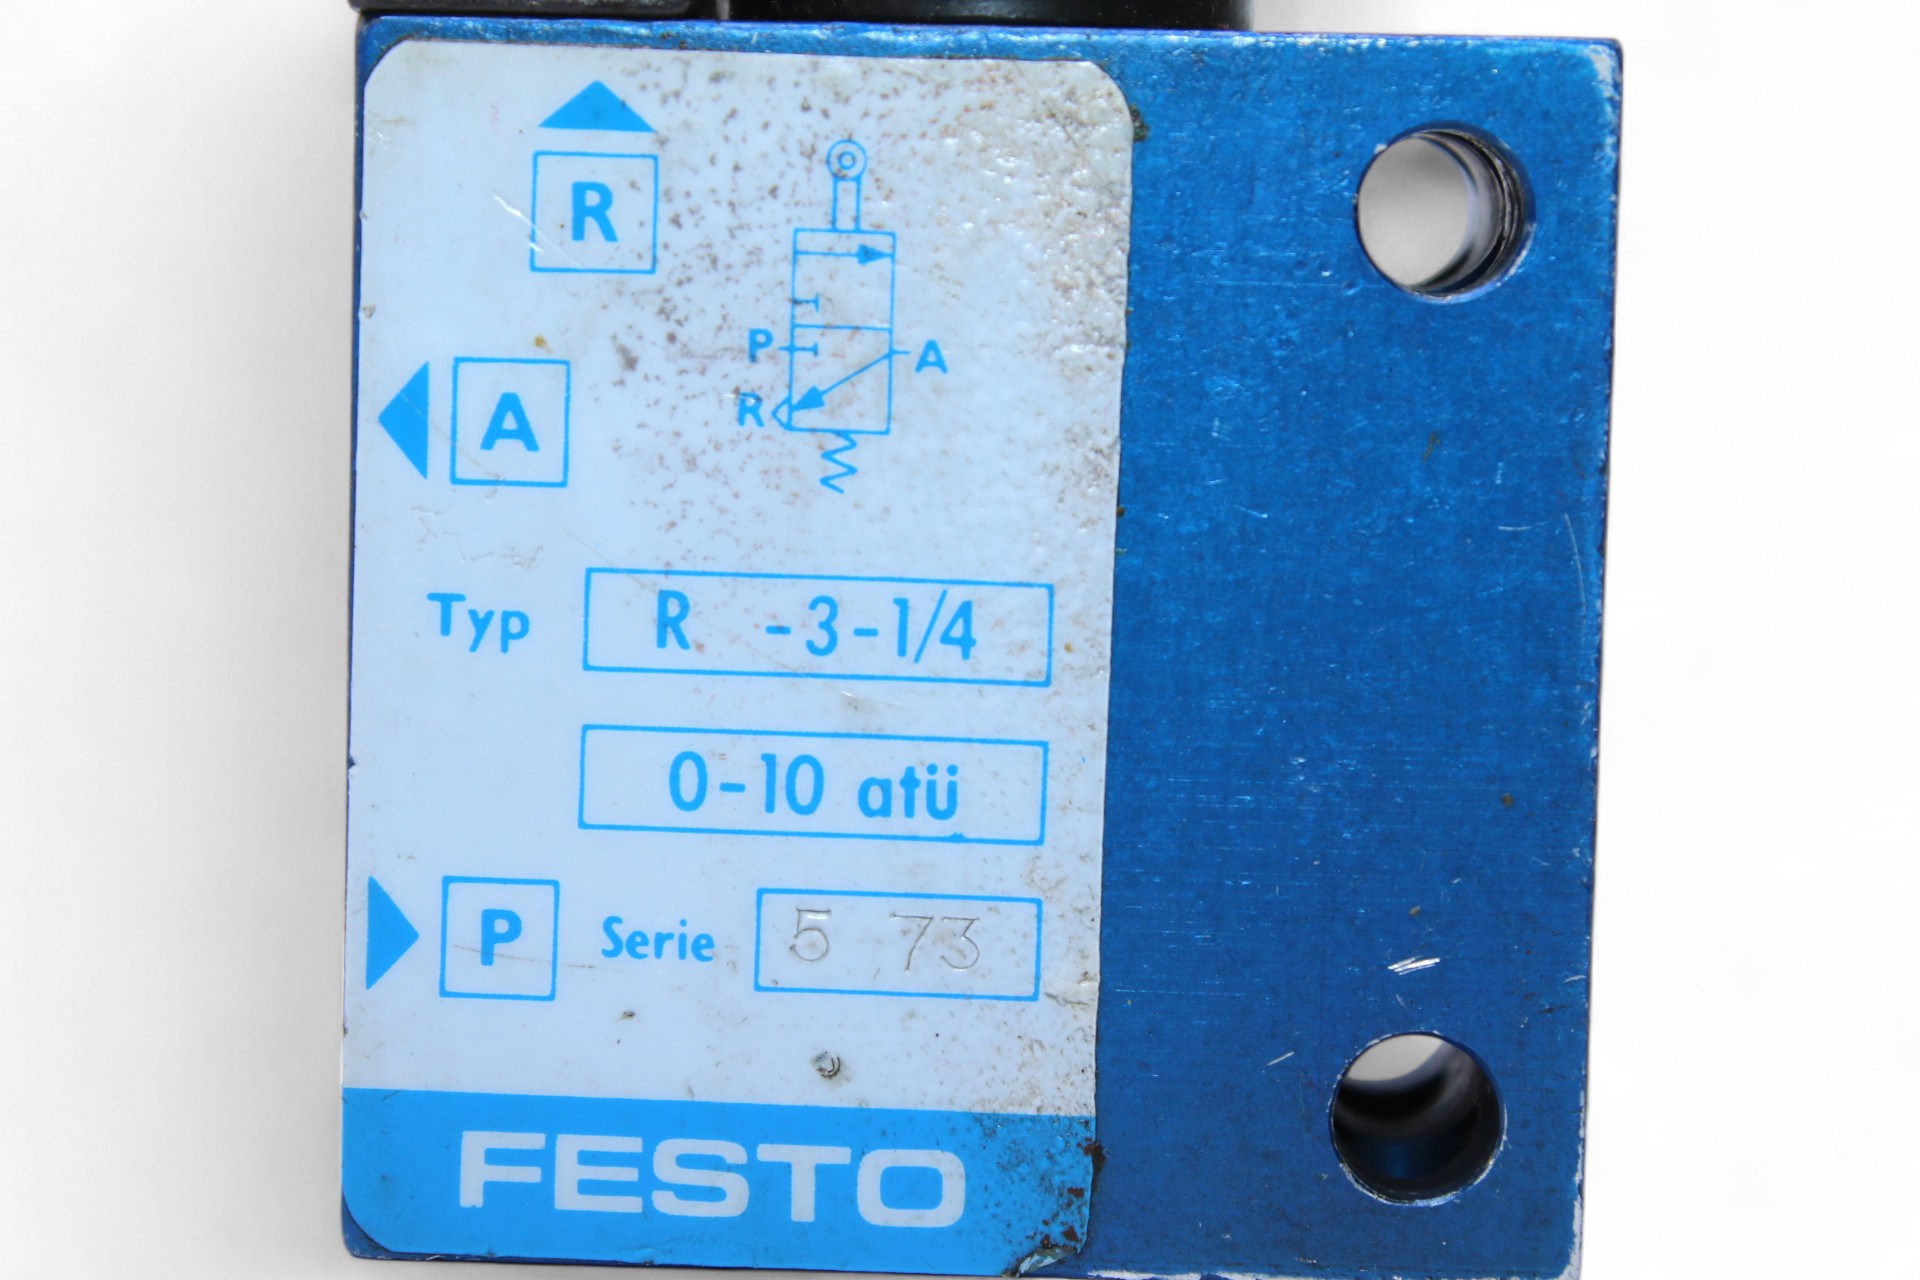 R
P
A
R
A
Typ R -3-1/4
0-10 atü
P Serie 5 73
FESTO